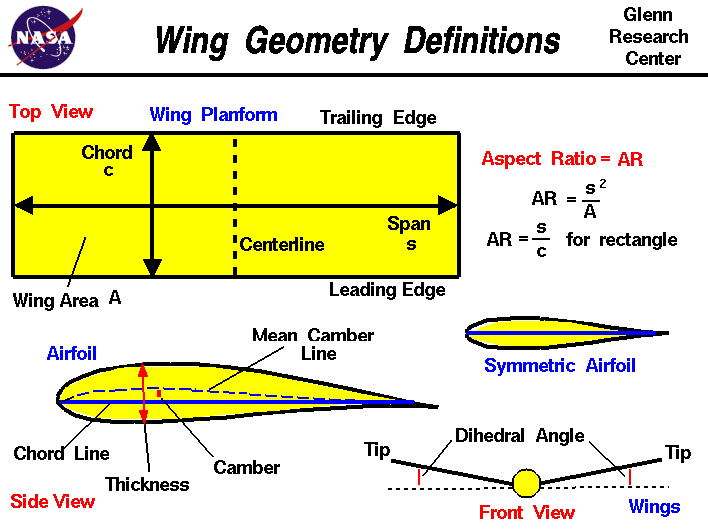 NASA
Wing Geometry Definitions
Glenn
Research
Center
Top View
Wing Planform
Trailing Edge
Chord
c
Span
s
Centerline
Wing Area A
Leading Edge
Aspect Ratio = AR
AR = s² / A
AR = s / c for rectangle
Airfoil
Mean Camber
Line
Chord Line
Thickness
Camber
Side View
Symmetric Airfoil
Tip
Dihedral Angle
Tip
Front View
Wings